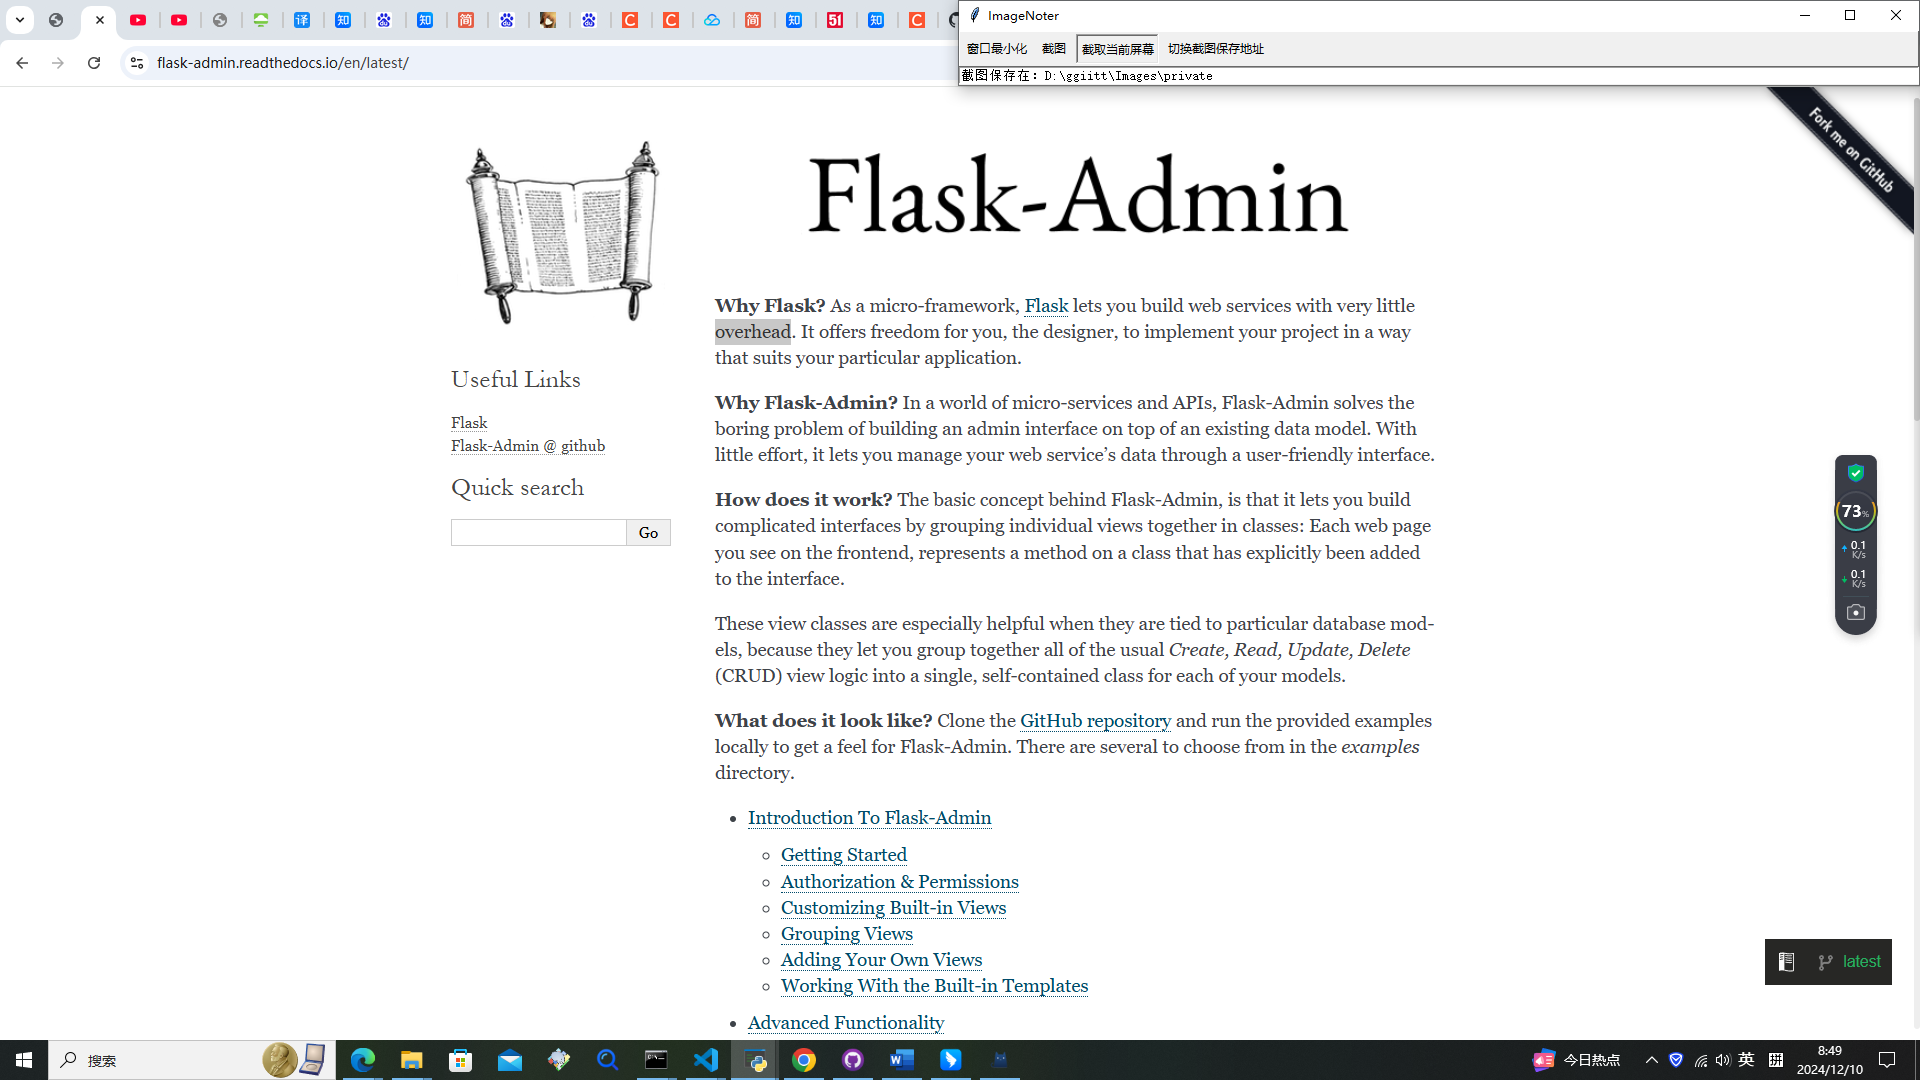 ImageNoter
窗口最小化 截图 截取当前屏幕 切换截图保存地址
截图保存在: D:\ggiitt\Images\private
flask-admin.readthedocs.io/en/latest/
Fork me on GitHub
Flask-Admin
Why Flask? As a micro-framework, Flask lets you build web services with very little
overhead. It offers freedom for you, the designer, to implement your project in a way
that suits your particular application.
Useful Links
Flask
Flask-Admin @ github
Quick search
Go
Why Flask-Admin? In a world of micro-services and APIs, Flask-Admin solves the
boring problem of building an admin interface on top of an existing data model. With
little effort, it lets you manage your web service’s data through a user-friendly interface.
How does it work? The basic concept behind Flask-Admin, is that it lets you build
complicated interfaces by grouping individual views together in classes: Each web page
you see on the frontend, represents a method on a class that has explicitly been added
to the interface.
These view classes are especially helpful when they are tied to particular database mod-
els, because they let you group together all of the usual Create, Read, Update, Delete
(CRUD) view logic into a single, self-contained class for each of your models.
What does it look like? Clone the GitHub repository and run the provided examples
locally to get a feel for Flask-Admin. There are several to choose from in the examples
directory.
Introduction To Flask-Admin
Getting Started
Authorization & Permissions
Customizing Built-in Views
Grouping Views
Adding Your Own Views
Working With the Built-in Templates
Advanced Functionality
73%
0.1
K/s
0.1
K/s
latest
搜索
今日热点
英
拼
8:49
2024/12/10